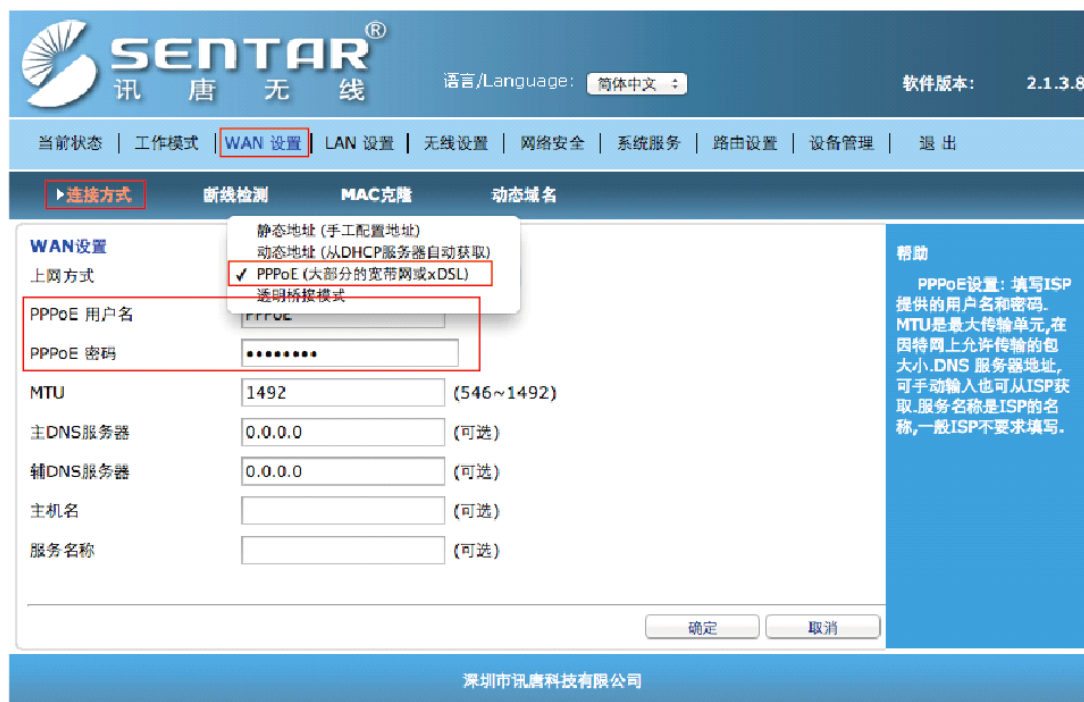 SENTAR®
讯唐无线
语言/Language: 简体中文
软件版本: 2.1.3.8
当前状态 | 工作模式 | WAN 设置 | LAN 设置 | 无线设置 | 网络安全 | 系统服务 | 路由设置 | 设备管理 | 退 出
连接方式 断线检测 MAC克隆 动态域名
WAN设置
上网方式
静态地址 (手工配置地址)
动态地址 (从DHCP服务器自动获取)
✓ PPPoE (大部分的宽带网或xDSL)
透明桥接模式
PPPoE 用户名 PPPOE
PPPoE 密码 ••••••••
MTU 1492 (546~1492)
主DNS服务器 0.0.0.0 (可选)
辅DNS服务器 0.0.0.0 (可选)
主机名 (可选)
服务名称 (可选)
确定 取消
帮助
PPPoE设置: 填写ISP
提供的用户名和密码.
MTU是最大传输单元,在
因特网上允许传输的包
大小.DNS 服务器地址,
可手动输入也可从ISP获
取.服务名称是ISP的名
称,一般ISP不要求填写.
深圳市讯唐科技有限公司